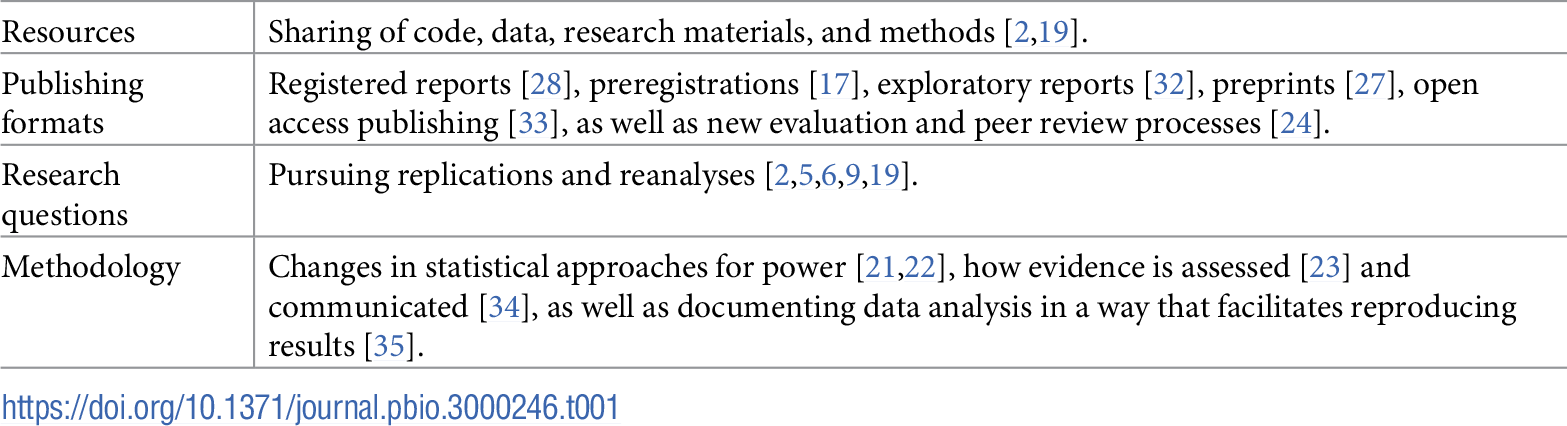 Resources Sharing of code, data, research materials, and methods [2,19].
Publishing Registered reports [28], preregistrations [17], exploratory reports [32], preprints [27], open
formats access publishing [33], as well as new evaluation and peer review processes [24].
Research Pursuing replications and reanalyses [2,5,6,9,19].
questions
Methodology Changes in statistical approaches for power [21,22], how evidence is assessed [23] and
communicated [34], as well as documenting data analysis in a way that facilitates reproducing
results [35].
https://doi.org/10.1371/journal.pbio.3000246.t001